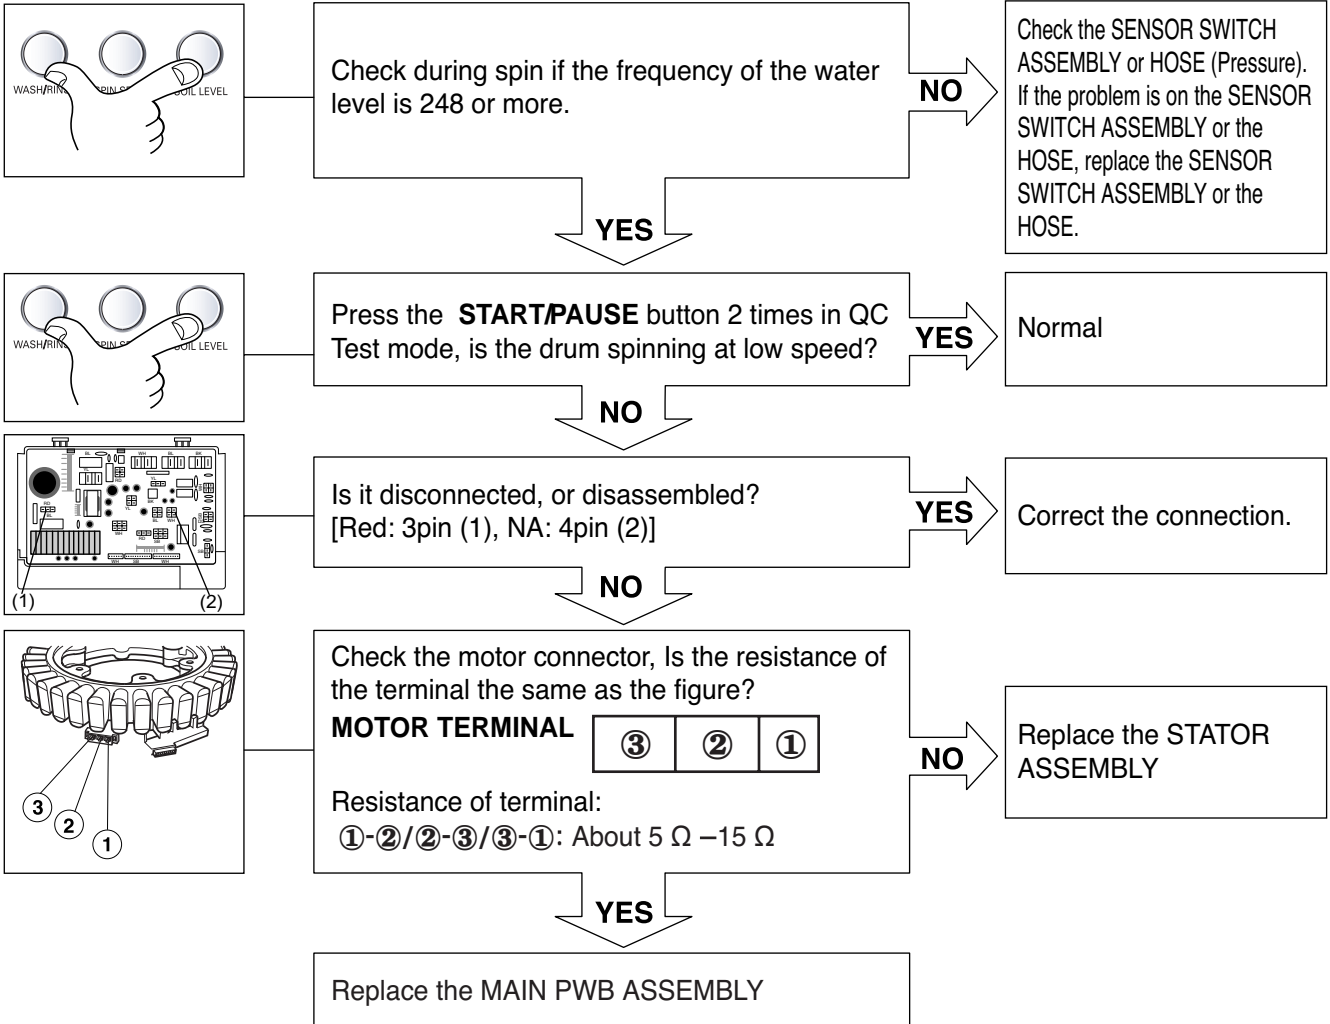 WASH/RIN
SPIN S
OIL LEVEL
Check during spin if the frequency of the water
level is 248 or more.
NO
Check the SENSOR SWITCH
ASSEMBLY or HOSE (Pressure).
If the problem is on the SENSOR
SWITCH ASSEMBLY or the
HOSE, replace the SENSOR
SWITCH ASSEMBLY or the
HOSE.
YES
WASH/RIN
SPIN S
OIL LEVEL
Press the START/PAUSE button 2 times in QC
Test mode, is the drum spinning at low speed?
YES
Normal
NO
(1)
(2)
Is it disconnected, or disassembled?
[Red: 3pin (1), NA: 4pin (2)]
YES
Correct the connection.
NO
3
2
1
Check the motor connector, Is the resistance of
the terminal the same as the figure?
MOTOR TERMINAL
③ ② ①
Resistance of terminal:
①-②/②-③/③-①: About 5 Ω –15 Ω
NO
Replace the STATOR
ASSEMBLY
YES
Replace the MAIN PWB ASSEMBLY